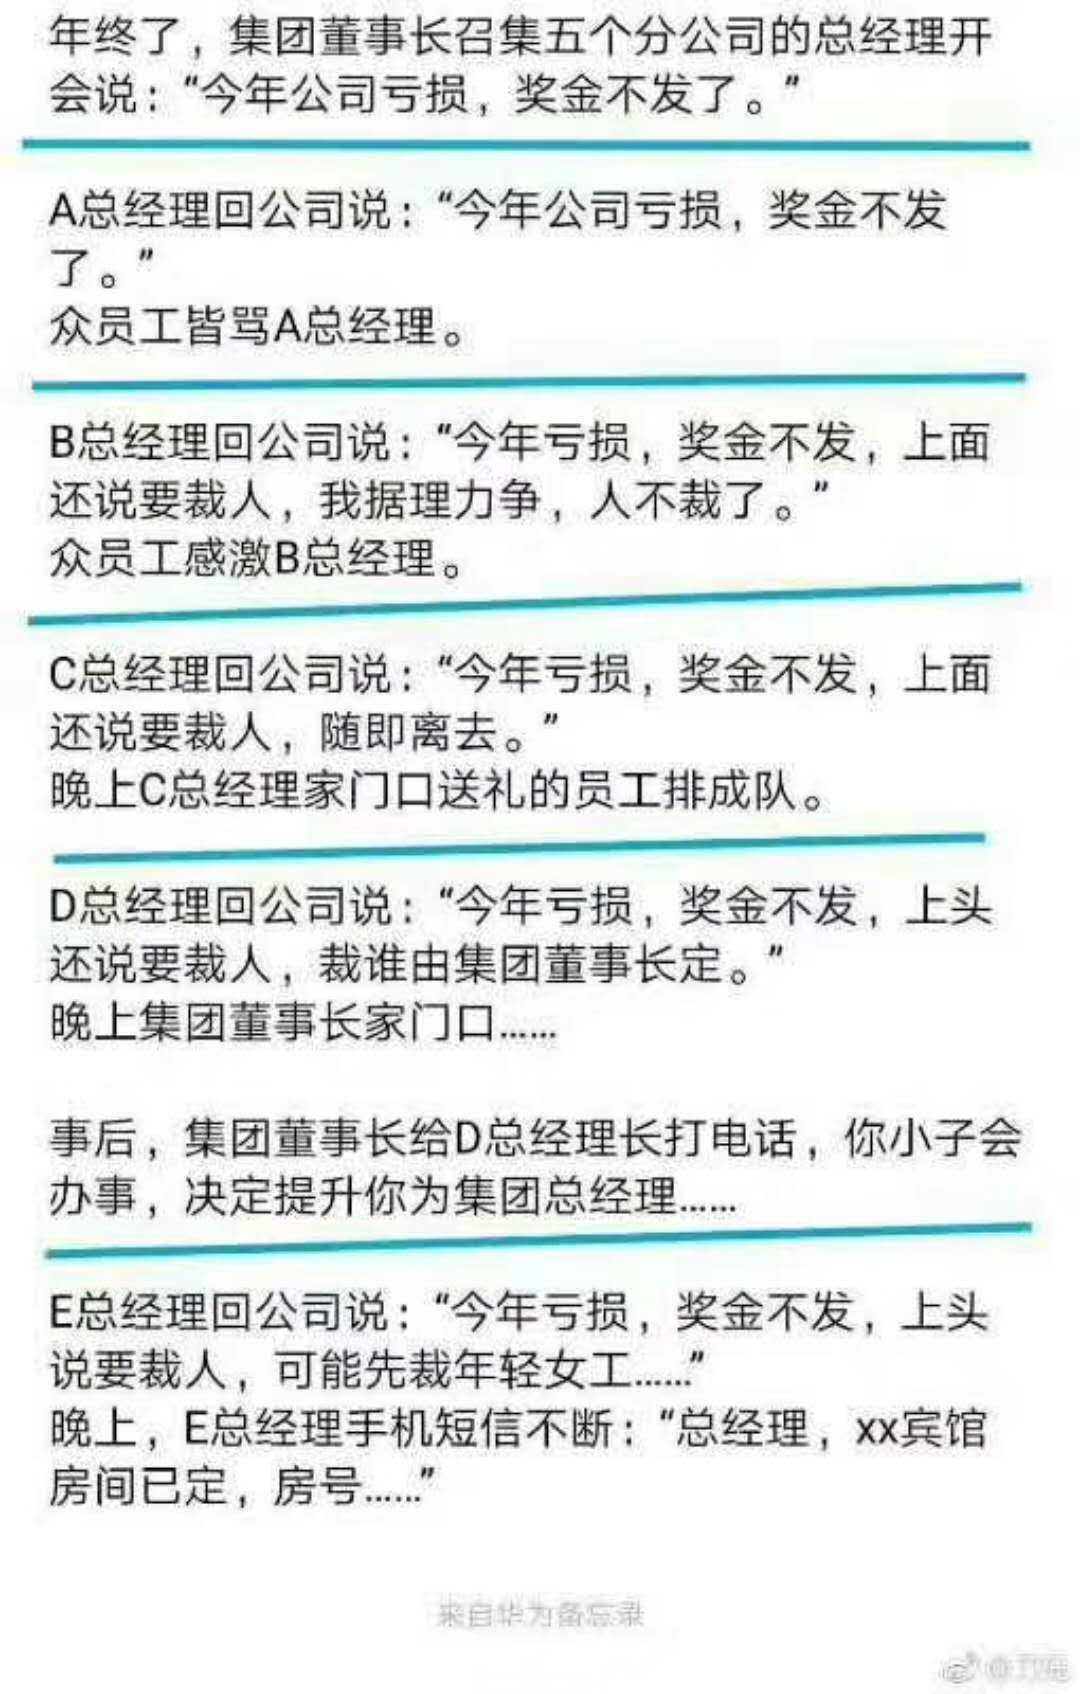 年终了，集团董事长召集五个分公司的总经理开
会说：“今年公司亏损，奖金不发了。”
A总经理回公司说：“今年公司亏损，奖金不发
了。”
众员工皆骂A总经理。
B总经理回公司说：“今年亏损，奖金不发，上面
还说要裁人，我据理力争，人不裁了。”
众员工感激B总经理。
C总经理回公司说：“今年亏损，奖金不发，上面
还说要裁人，随即离去。”
晚上C总经理家门口送礼的员工排成队。
D总经理回公司说：“今年亏损，奖金不发，上头
还说要裁人，裁谁由集团董事长定。”
晚上集团董事长家门口……
事后，集团董事长给D总经理长打电话，你小子会
办事，决定提升你为集团总经理……
E总经理回公司说：“今年亏损，奖金不发，上头
说要裁人，可能先裁年轻女工……”
晚上，E总经理手机短信不断：“总经理，xx宾馆
房间已定，房号……”
来自华为备忘录